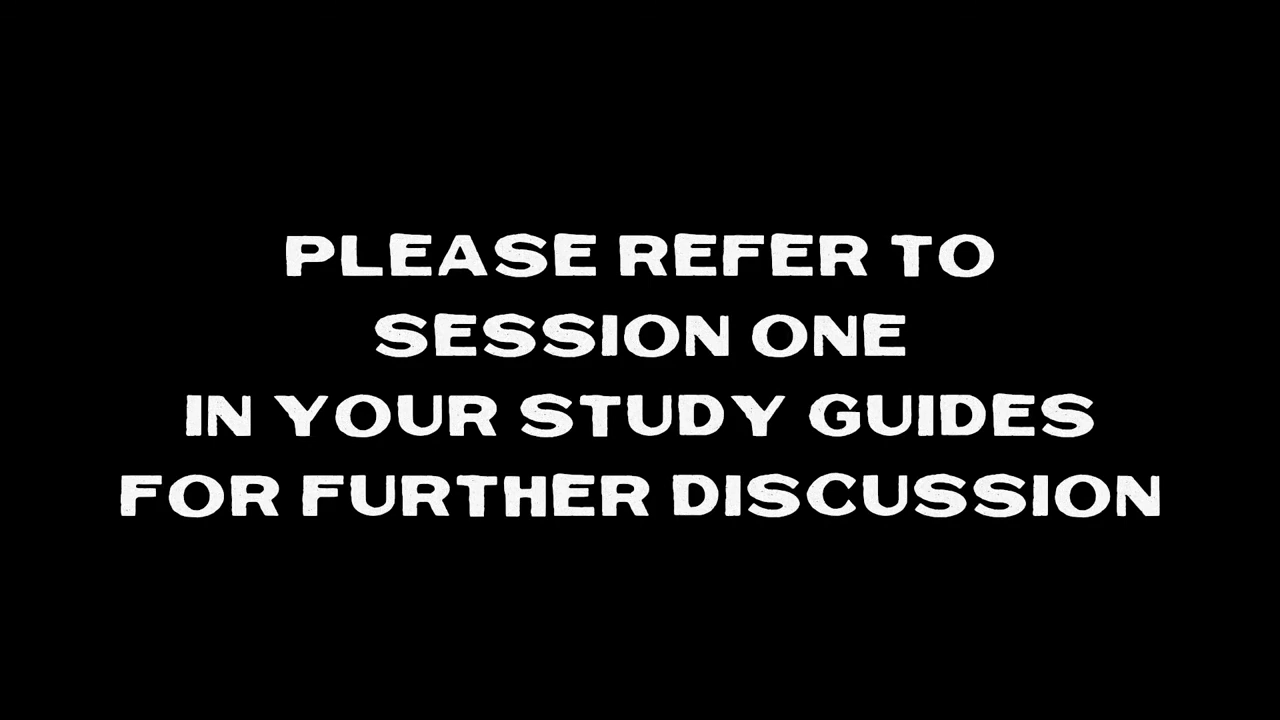 PLEASE REFER TO
SESSION ONE
IN YOUR STUDY GUIDES
FOR FURTHER DISCUSSION